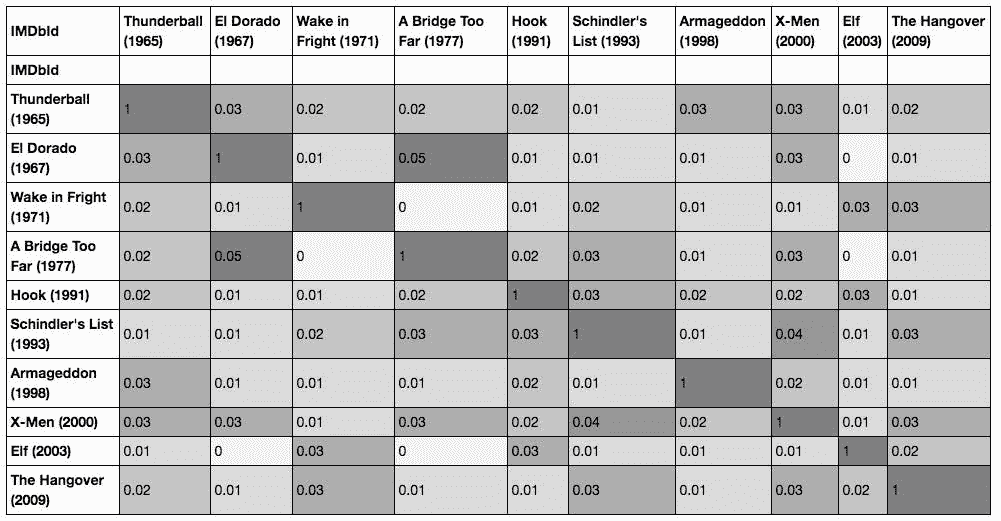 IMDbId Thunderball (1965) El Dorado (1967) Wake in Fright (1971) A Bridge Too Far (1977) Hook (1991) Schindler's List (1993) Armageddon (1998) X-Men (2000) Elf (2003) The Hangover (2009)
IMDbId
Thunderball (1965) 1 0.03 0.02 0.02 0.02 0.01 0.03 0.03 0.01 0.02
El Dorado (1967) 0.03 1 0.01 0.05 0.01 0.01 0.01 0.03 0 0.01
Wake in Fright (1971) 0.02 0.01 1 0 0.01 0.02 0.01 0.01 0.03 0.03
A Bridge Too Far (1977) 0.02 0.05 0 1 0.02 0.03 0.01 0.03 0 0.01
Hook (1991) 0.02 0.01 0.01 0.02 1 0.03 0.02 0.02 0.03 0.01
Schindler's List (1993) 0.01 0.01 0.02 0.03 0.03 1 0.01 0.04 0.01 0.03
Armageddon (1998) 0.03 0.01 0.01 0.01 0.02 0.01 1 0.02 0.01 0.01
X-Men (2000) 0.03 0.03 0.01 0.03 0.02 0.04 0.02 1 0.01 0.03
Elf (2003) 0.01 0 0.03 0 0.03 0.01 0.01 0.01 1 0.02
The Hangover (2009) 0.02 0.01 0.03 0.01 0.01 0.03 0.01 0.03 0.02 1